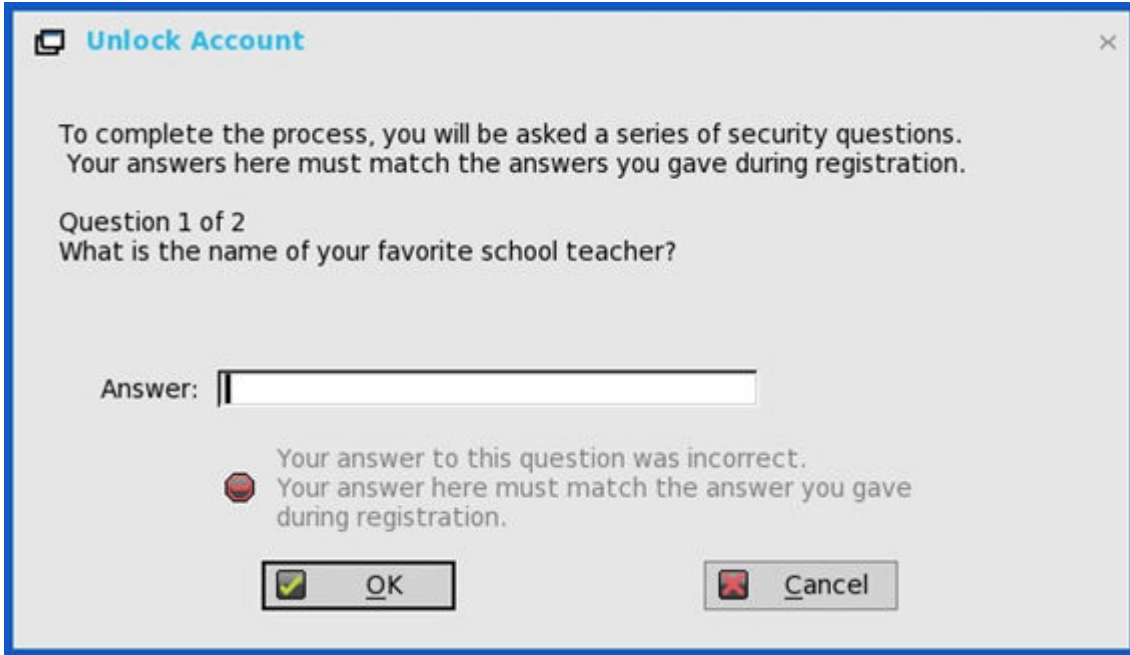 Unlock Account
To complete the process, you will be asked a series of security questions.
Your answers here must match the answers you gave during registration.
Question 1 of 2
What is the name of your favorite school teacher?
Answer:
Your answer to this question was incorrect.
Your answer here must match the answer you gave
during registration.
OK
Cancel